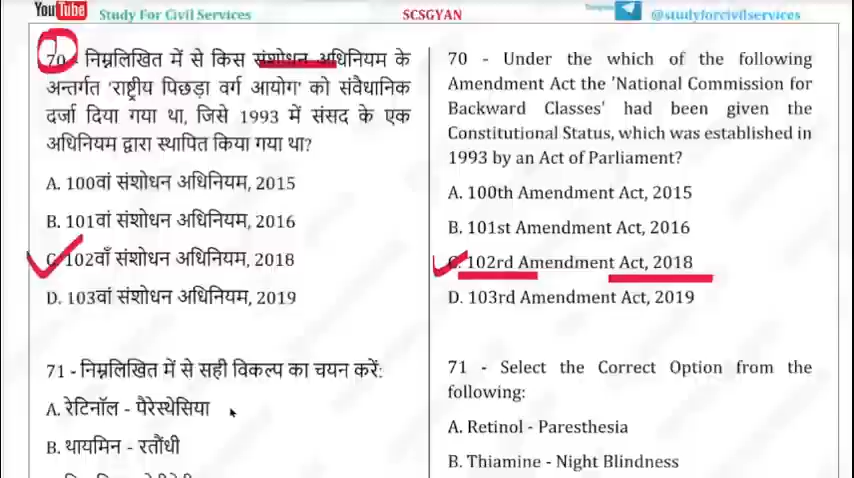 You Tube
Study For Civil Services
SCSGYAN
@studyforcivilservices
70 - निम्नलिखित में से किस संशोधन अधिनियम के
अन्तर्गत 'राष्ट्रीय पिछड़ा वर्ग आयोग' को संवैधानिक
दर्जा दिया गया था, जिसे 1993 में संसद के एक
अधिनियम द्वारा स्थापित किया गया था?
A. 100वां संशोधन अधिनियम, 2015
B. 101वां संशोधन अधिनियम, 2016
C. 102वाँ संशोधन अधिनियम, 2018
D. 103वां संशोधन अधिनियम, 2019
71 - निम्नलिखित में से सही विकल्प का चयन करें:
A. रेटिनॉल - पैरेस्थेसिया
B. थायमिन - रतौंधी
70 - Under the which of the following
Amendment Act the 'National Commission for
Backward Classes' had been given the
Constitutional Status, which was established in
1993 by an Act of Parliament?
A. 100th Amendment Act, 2015
B. 101st Amendment Act, 2016
C. 102rd Amendment Act, 2018
D. 103rd Amendment Act, 2019
71 - Select the Correct Option from the
following:
A. Retinol - Paresthesia
B. Thiamine - Night Blindness